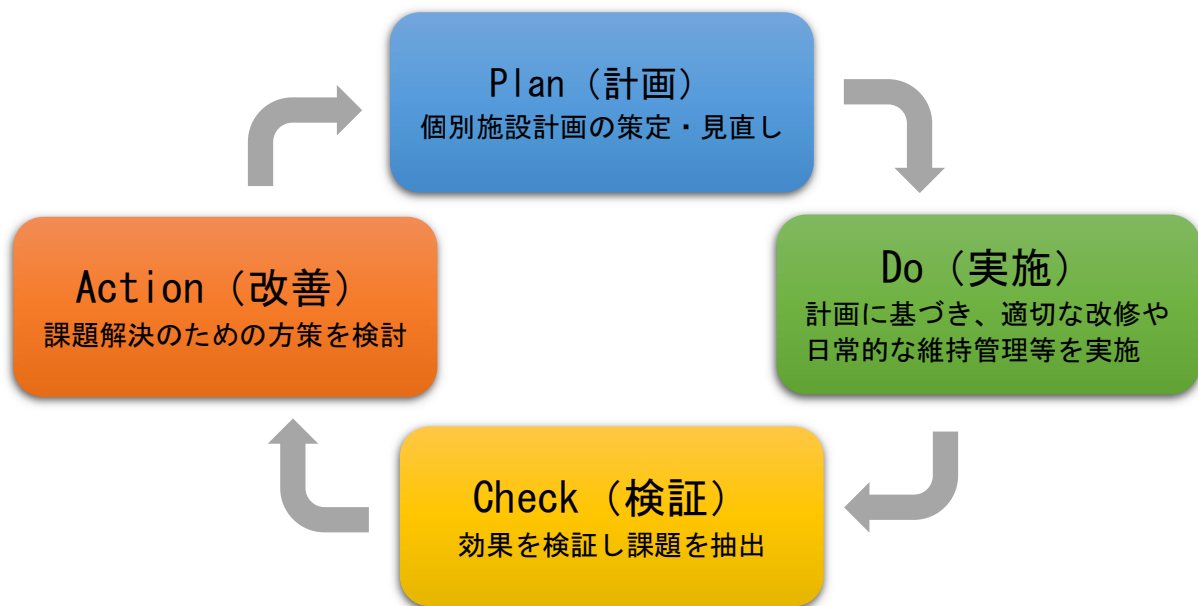 Plan（計画）
個別施設計画の策定・見直し
Do（実施）
計画に基づき、適切な改修や
日常的な維持管理等を実施
Check（検証）
効果を検証し課題を抽出
Action（改善）
課題解決のための方策を検討